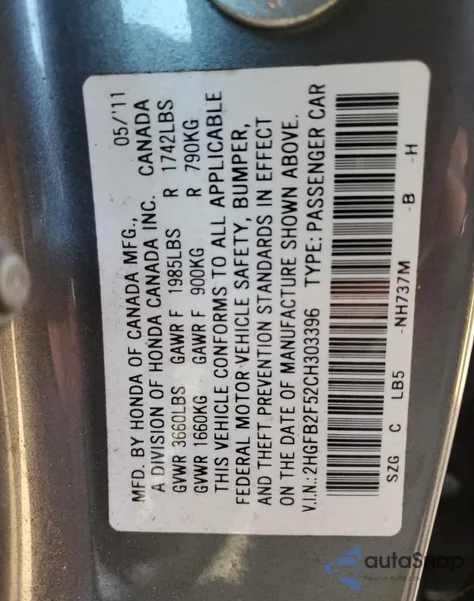 MFD. BY HONDA OF CANADA MFG., 05/'11
A DIVISION OF HONDA CANADA INC. CANADA
GVWR 3660LBS GAWR F 1985LBS R 1742LBS
GVWR 1660KG GAWR F 900KG R 790KG
THIS VEHICLE CONFORMS TO ALL APPLICABLE
FEDERAL MOTOR VEHICLE SAFETY, BUMPER,
AND THEFT PREVENTION STANDARDS IN EFFECT
ON THE DATE OF MANUFACTURE SHOWN ABOVE.
V.I.N.: 2HGFB2F52CH303396 TYPE: PASSENGER CAR
SZG C LB5 -NH737M -B -H
autaSnap